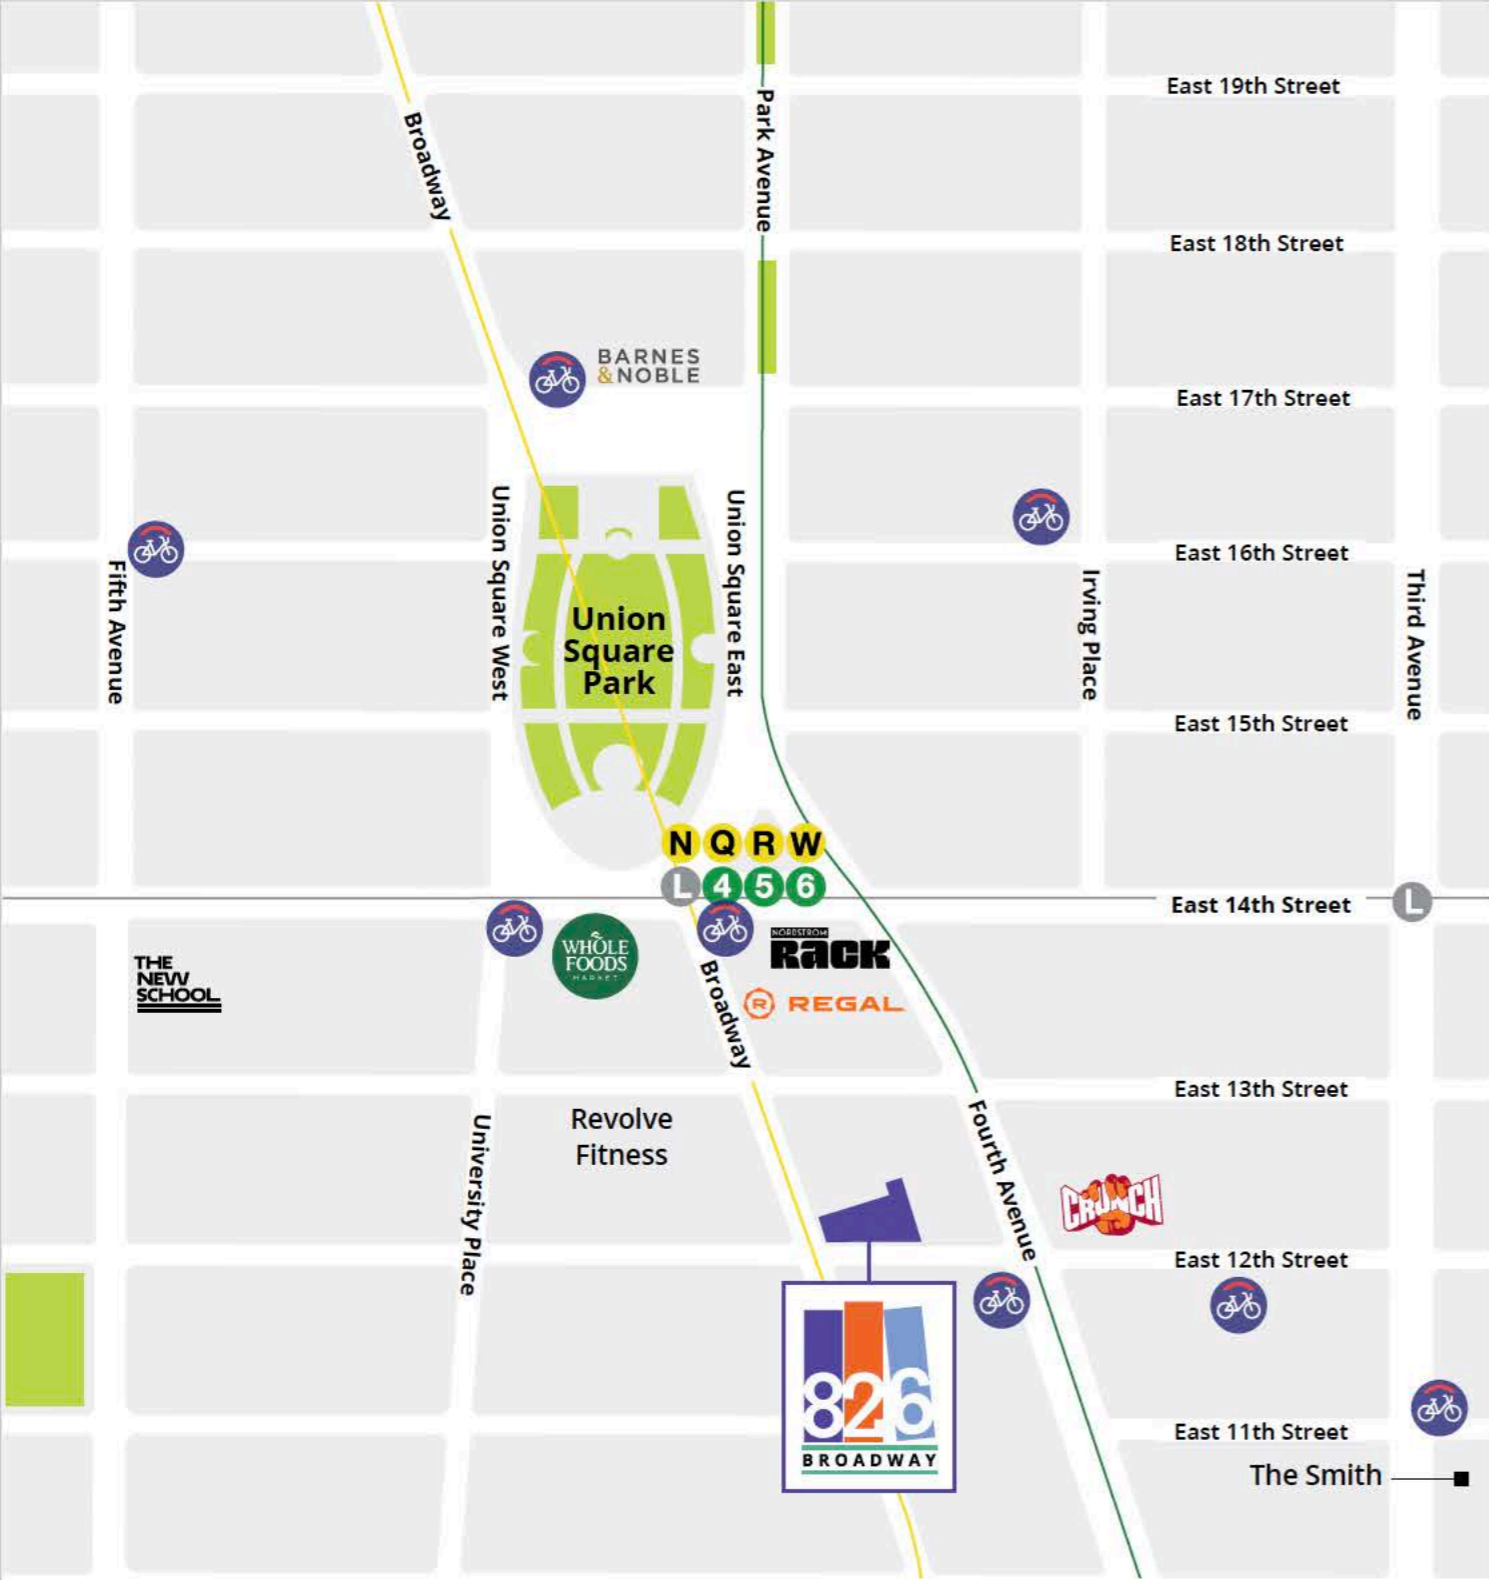 East 19th Street
Broadway
Park Avenue
East 18th Street
BARNES
&NOBLE
East 17th Street
Union Square West
Union Square East
East 16th Street
Fifth Avenue
Irving Place
Third Avenue
Union
Square
Park
East 15th Street
N Q R W
L 4 5 6
East 14th Street
L
THE
NEW
SCHOOL
WHOLE
FOODS
MARKET
NORDSTROM
Rack
R REGAL
Broadway
East 13th Street
Revolve
Fitness
University Place
Fourth Avenue
CRUNCH
East 12th Street
826
BROADWAY
East 11th Street
The Smith